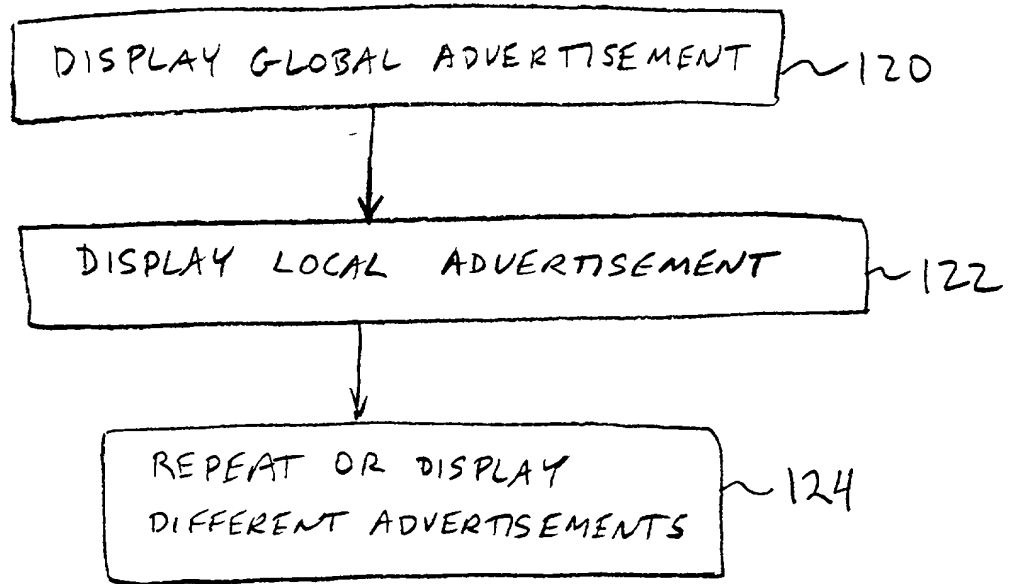 DISPLAY GLOBAL ADVERTISEMENT
120
DISPLAY LOCAL ADVERTISEMENT
122
REPEAT OR DISPLAY
DIFFERENT ADVERTISEMENTS
124